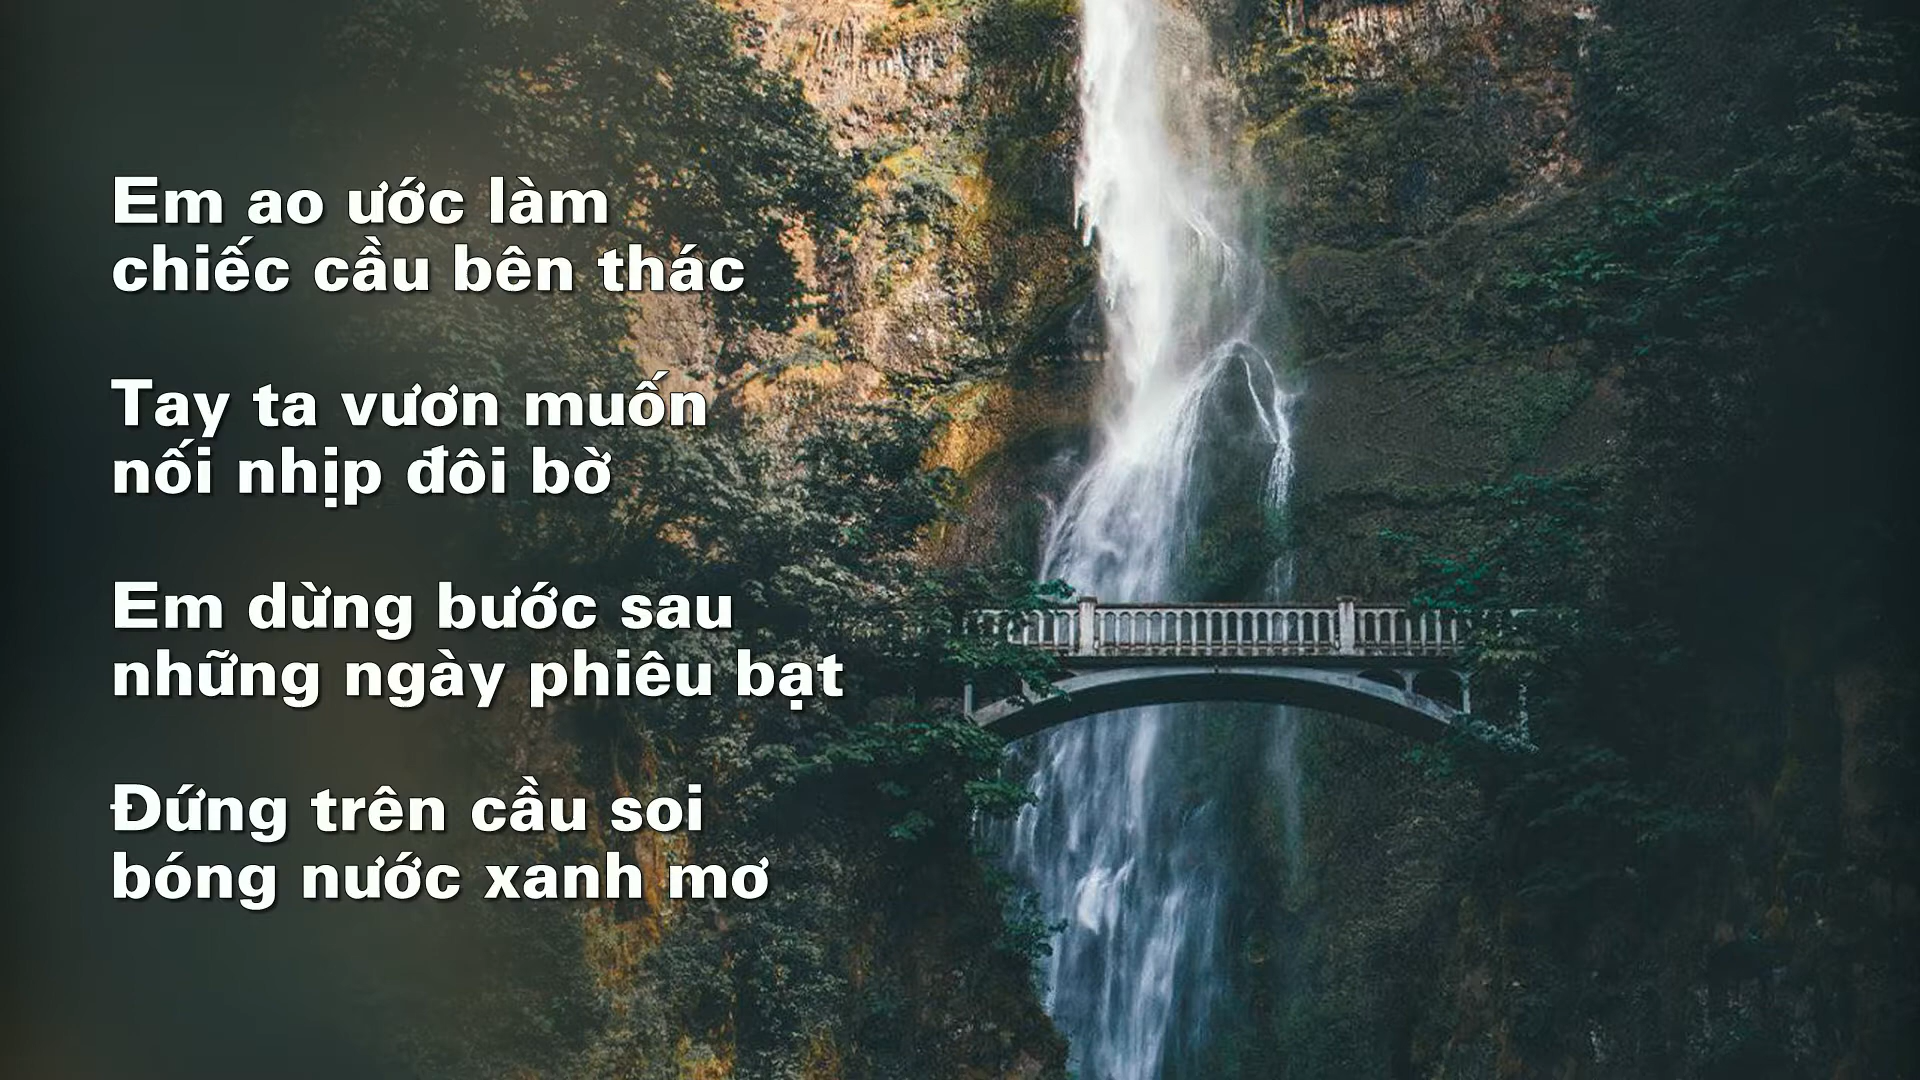 Em ao ước làm
chiếc cầu bên thác
Tay ta vươn muốn
nối nhịp đôi bờ
Em dừng bước sau
những ngày phiêu bạt
Đứng trên cầu soi
bóng nước xanh mơ